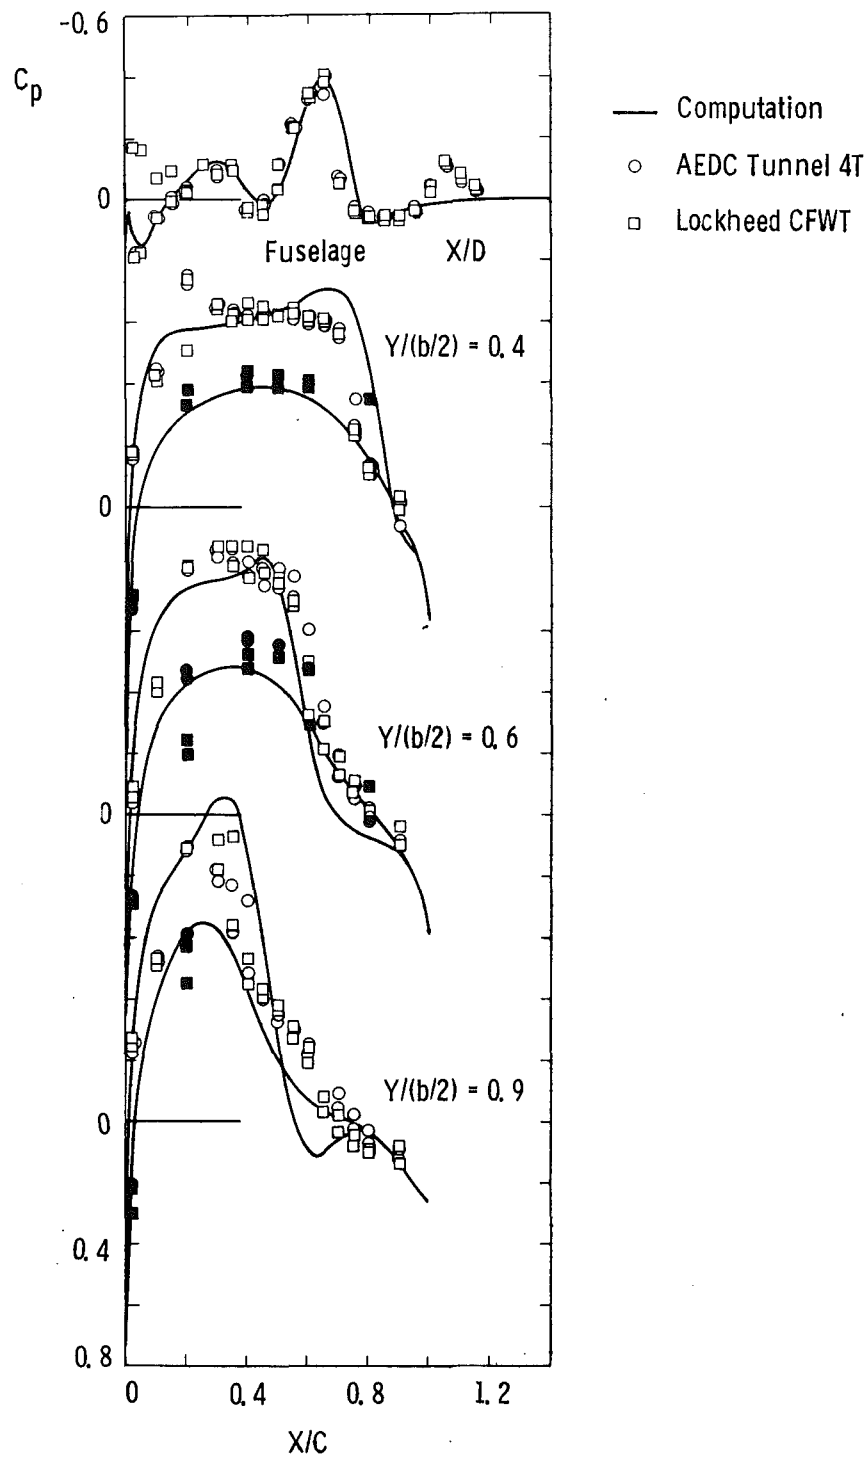 -0.6
Cp
0
Computation
AEDC Tunnel 4T
Lockheed CFWT
Fuselage X/D
Y/(b/2) = 0.4
0
Y/(b/2) = 0.6
0
Y/(b/2) = 0.9
0
0.4
0.8
0 0.4 0.8 1.2
X/C